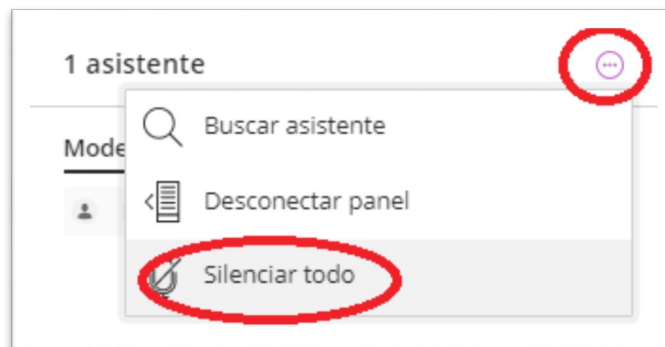 1 asistente
Buscar asistente
Mode
Desconectar panel
Silenciar todo